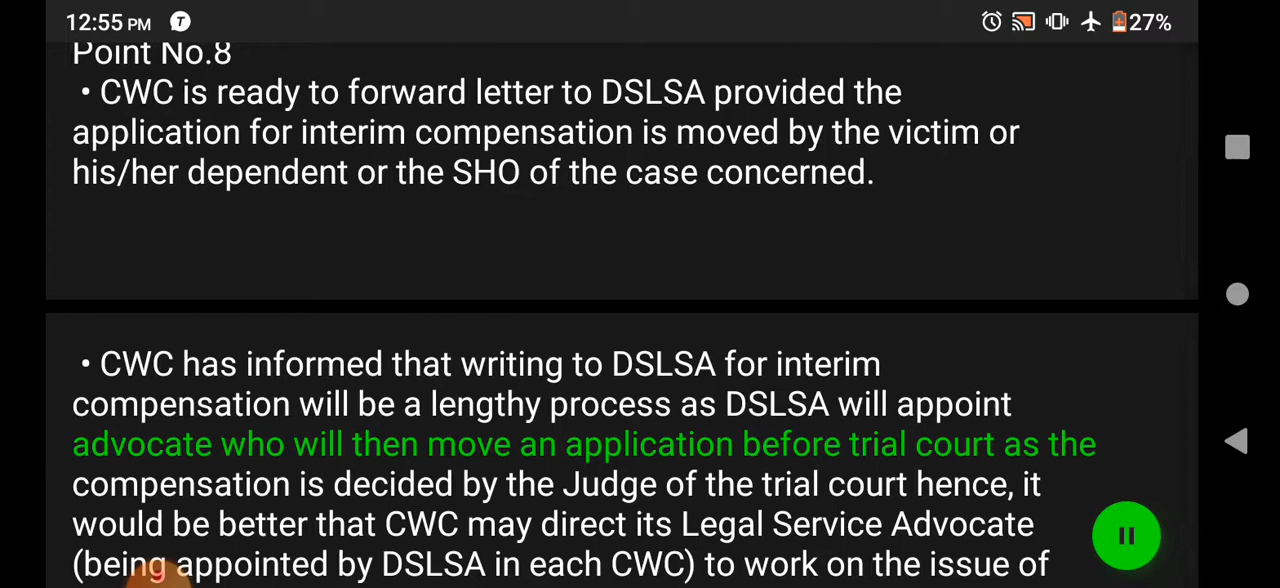 12:55 PM
27%
Point No.8
• CWC is ready to forward letter to DSLSA provided the
application for interim compensation is moved by the victim or
his/her dependent or the SHO of the case concerned.
• CWC has informed that writing to DSLSA for interim
compensation will be a lengthy process as DSLSA will appoint
advocate who will then move an application before trial court as the
compensation is decided by the Judge of the trial court hence, it
would be better that CWC may direct its Legal Service Advocate
(being appointed by DSLSA in each CWC) to work on the issue of